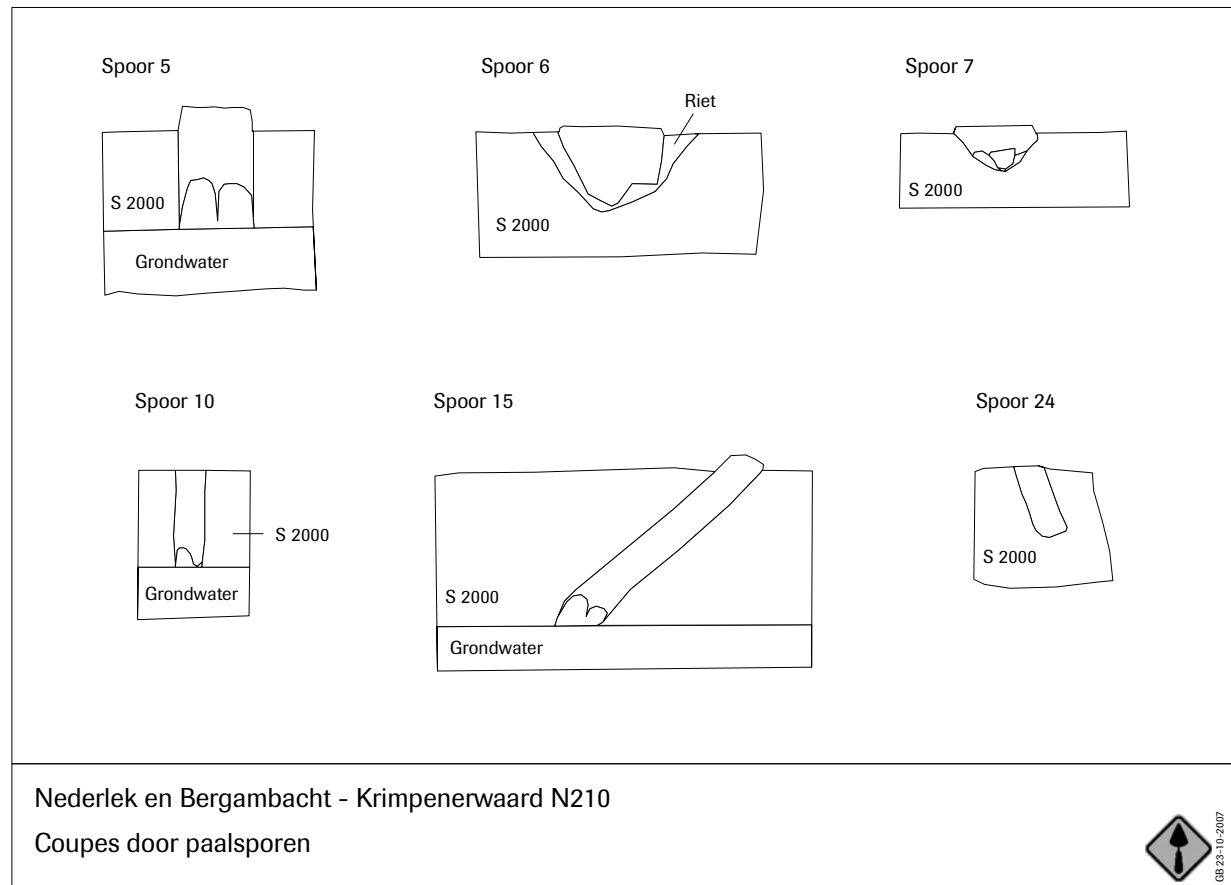 Spoor 5
Spoor 6
Spoor 7
Riet
S 2000
Grondwater
S 2000
S 2000
Spoor 10
Spoor 15
Spoor 24
S 2000
Grondwater
S 2000
Grondwater
S 2000
Nederlek en Bergambacht - Krimpenerwaard N210
Coupes door paalsporen
GB 23-10-2007